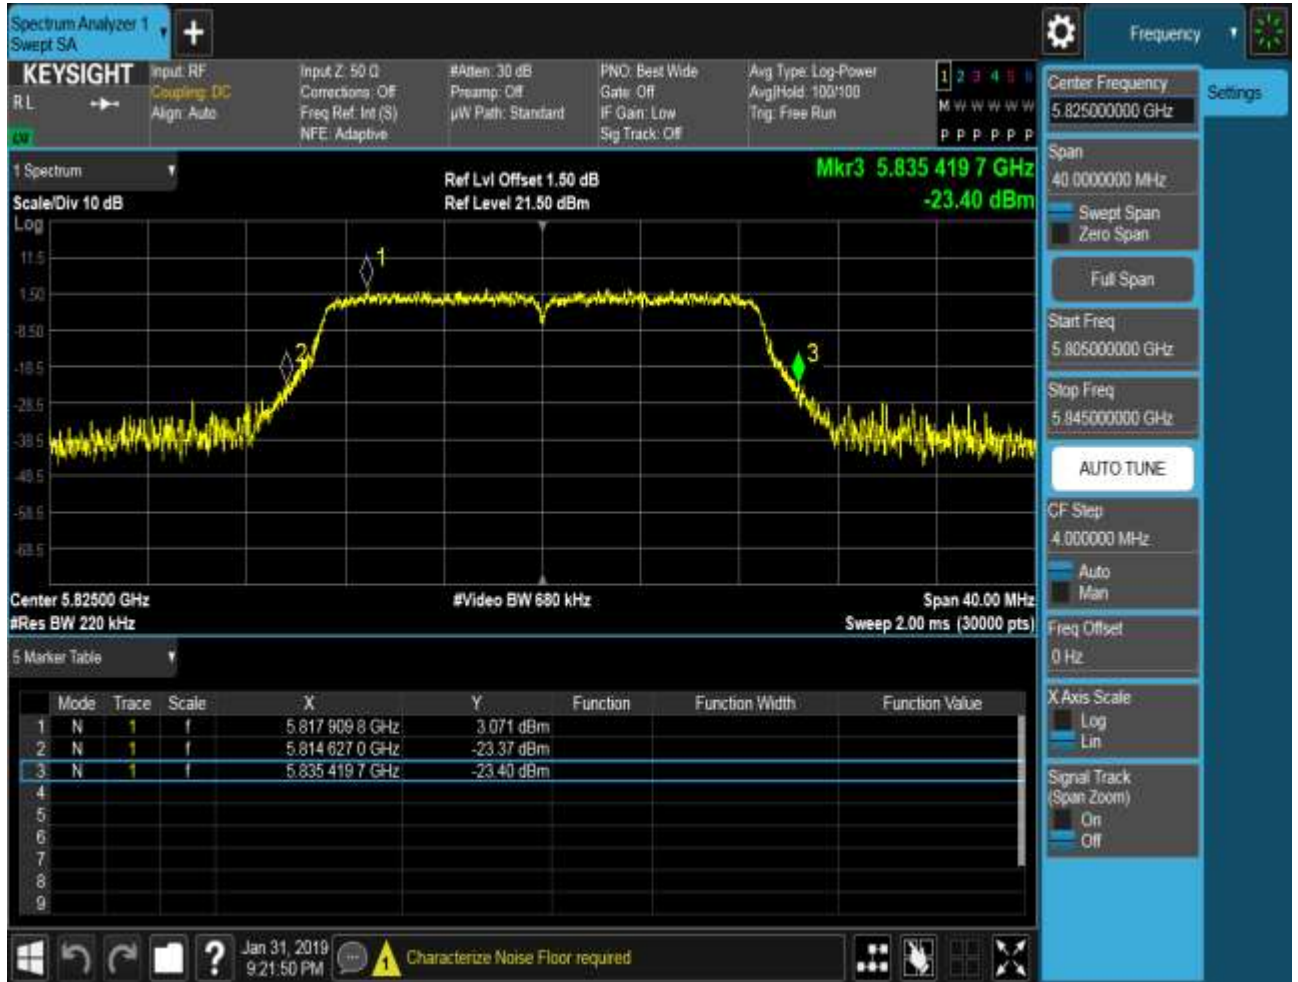 Spectrum Analyzer 1
Swept SA
+
Frequency
KEYSIGHT
RL
Input: RF
Coupling: DC
Align: Auto
Input Z: 50 Ω
Corrections: Off
Freq Ref: Int (S)
NFE: Adaptive
#Atten: 30 dB
Preamp: Off
µW Path: Standard
PNO: Best Wide
Gate: Off
IF Gain: Low
Sig Track: Off
Avg Type: Log-Power
Avg|Hold: 100/100
Trig: Free Run
1 2 3 4 5 6
M W W W W W
P P P P P P
1 Spectrum
Scale/Div 10 dB
Ref Lvl Offset 1.50 dB
Ref Level 21.50 dBm
Mkr3 5.835 419 7 GHz
-23.40 dBm
Log
11.5
1.50
-8.50
-18.5
-28.5
-38.5
-48.5
-58.5
-68.5
1
2
3
Center 5.82500 GHz
#Video BW 680 kHz
Span 40.00 MHz
#Res BW 220 kHz
Sweep 2.00 ms (30000 pts)
5 Marker Table
Mode Trace Scale X Y Function Function Width Function Value
1 N 1 f 5.817 909 8 GHz 3.071 dBm
2 N 1 f 5.814 627 0 GHz -23.37 dBm
3 N 1 f 5.835 419 7 GHz -23.40 dBm
4
5
6
7
8
9
Center Frequency
5.825000000 GHz
Settings
Span
40.0000000 MHz
Swept Span
Zero Span
Full Span
Start Freq
5.805000000 GHz
Stop Freq
5.845000000 GHz
AUTO TUNE
CF Step
4.000000 MHz
Auto
Man
Freq Offset
0 Hz
X Axis Scale
Log
Lin
Signal Track
(Span Zoom)
On
Off
?
Jan 31, 2019
9:21:50 PM
1
Characterize Noise Floor required